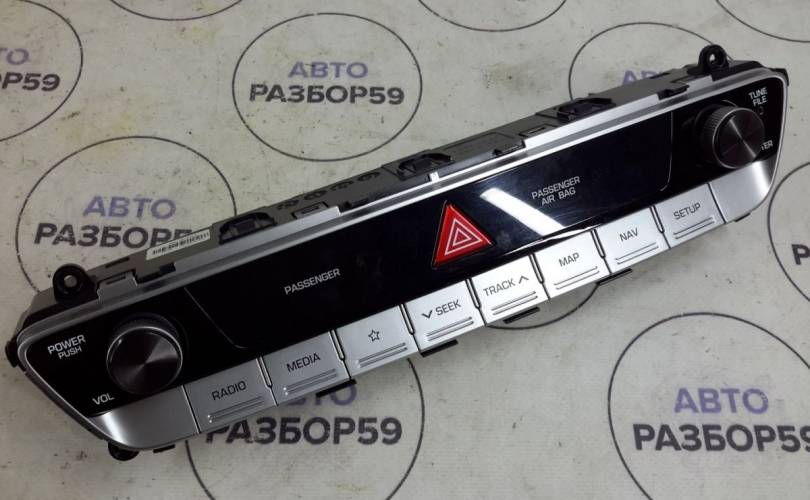 АВТО
РАЗБОР59
АВТО
РАЗБОР59
АВТО
РАЗБОР59
АВТО
РАЗБОР59
АВТО
РАЗБОР59
TUNE
FILE
PASSENGER
AIR BAG
PASSENGER
POWER
PUSH
VOL
RADIO
MEDIA
SEEK
TRACK
MAP
NAV
SETUP